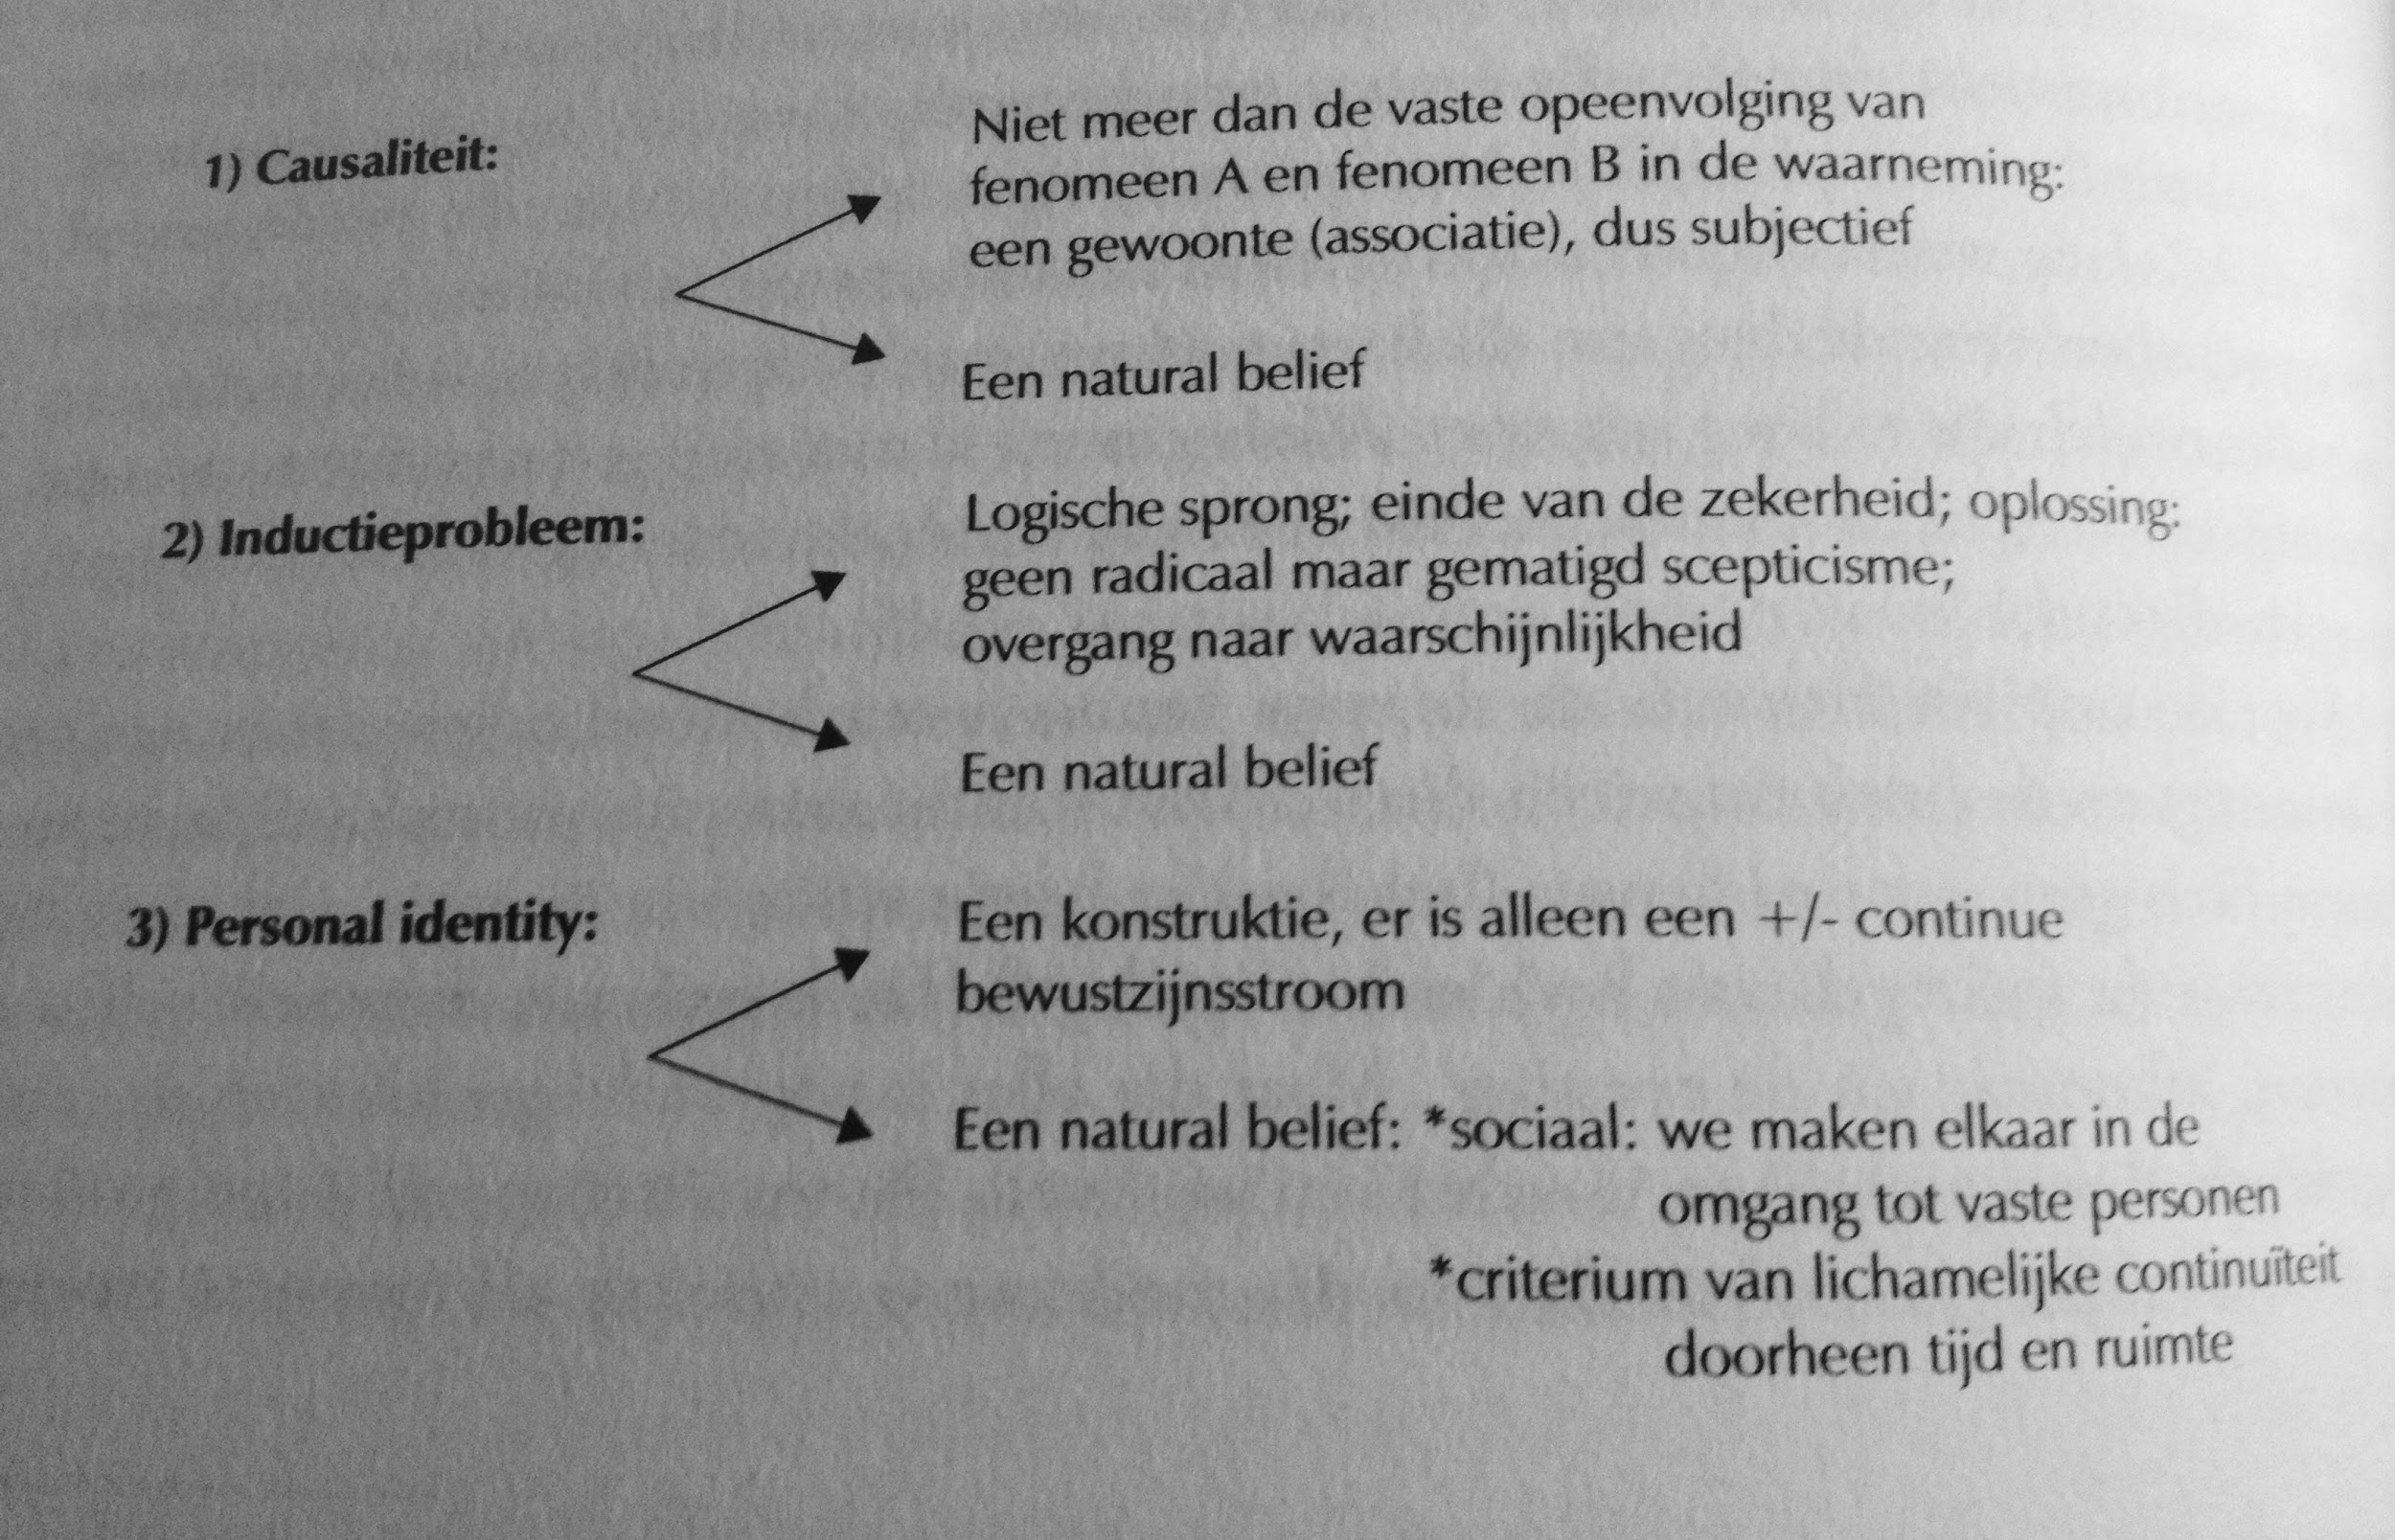 1) Causaliteit:
Niet meer dan de vaste opeenvolging van
fenomeen A en fenomeen B in de waarneming:
een gewoonte (associatie), dus subjectief
Een natural belief
2) Inductieprobleem:
Logische sprong; einde van de zekerheid; oplossing:
geen radicaal maar gematigd scepticisme;
overgang naar waarschijnlijkheid
Een natural belief
3) Personal identity:
Een konstruktie, er is alleen een +/- continue
bewustzijnsstroom
Een natural belief: *sociaal: we maken elkaar in de
omgang tot vaste personen
*criterium van lichamelijke continuïteit
doorheen tijd en ruimte